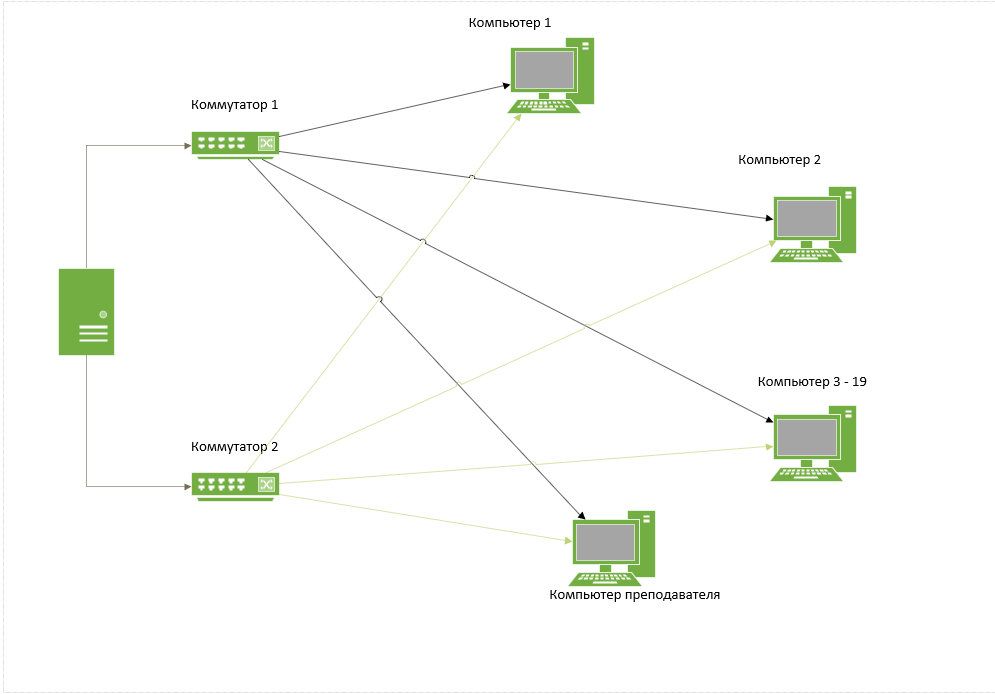 Компьютер 1
Коммутатор 1
Компьютер 2
Компьютер 3 - 19
Коммутатор 2
Компьютер преподавателя